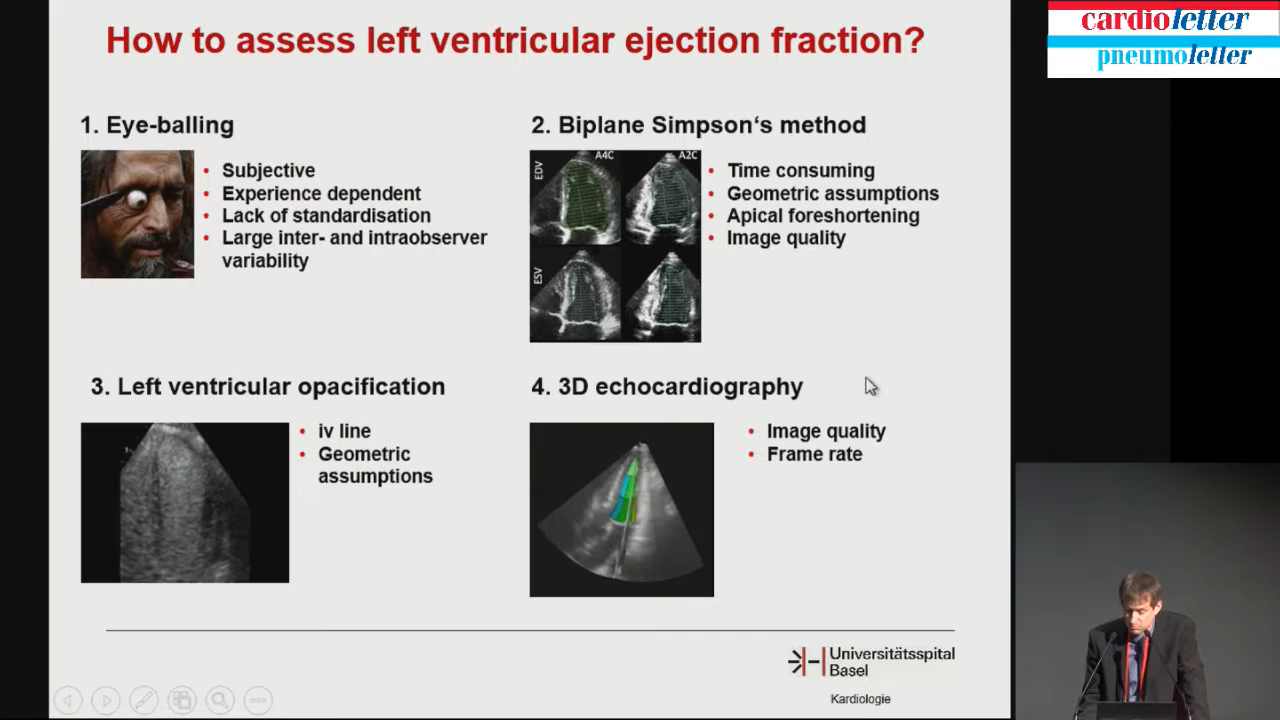 How to assess left ventricular ejection fraction?
cardioletter
pneumoletter
1. Eye-balling
• Subjective
• Experience dependent
• Lack of standardisation
• Large inter- and intraobserver
variability
2. Biplane Simpson‘s method
A4C
A2C
EDV
ESV
• Time consuming
• Geometric assumptions
• Apical foreshortening
• Image quality
3. Left ventricular opacification
• iv line
• Geometric
assumptions
4. 3D echocardiography
• Image quality
• Frame rate
Universitätsspital
Basel
Kardiologie